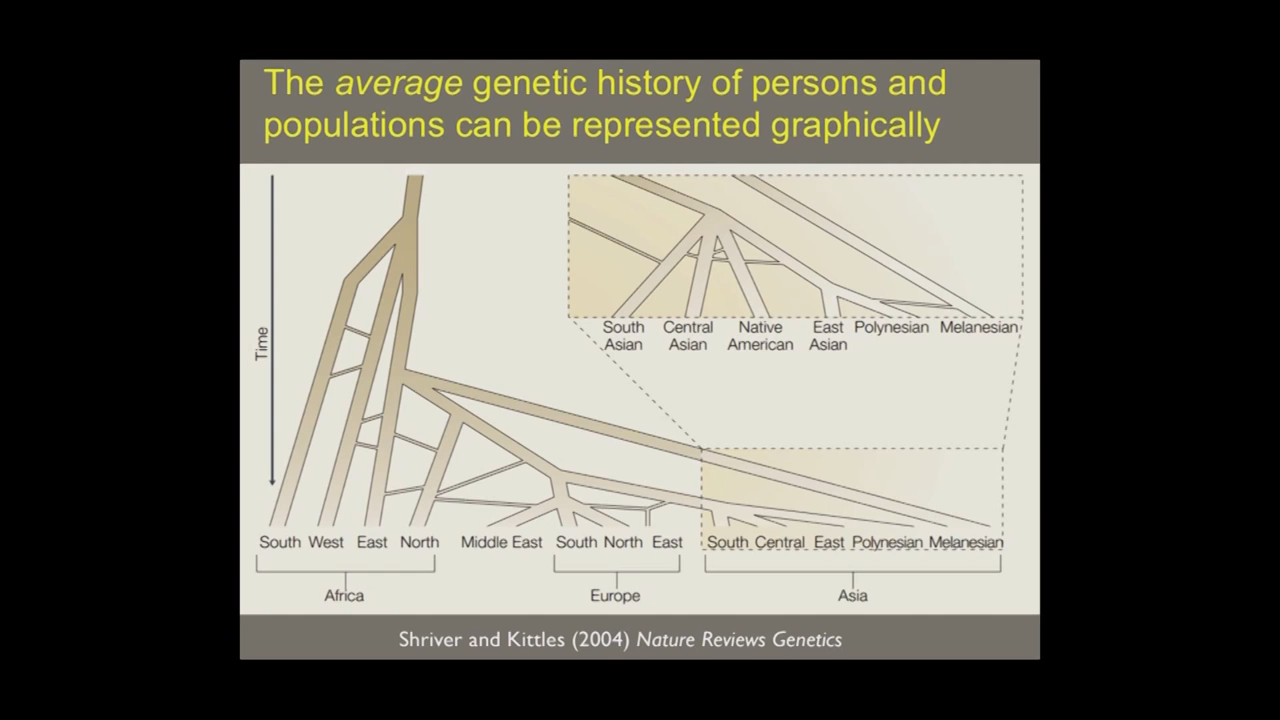 The average genetic history of persons and
populations can be represented graphically
Time
South Asian
Central Asian
Native American
East Asian
Polynesian
Melanesian
South West East North Middle East South North East South Central East Polynesian Melanesian
Africa Europe Asia
Shriver and Kittles (2004) Nature Reviews Genetics